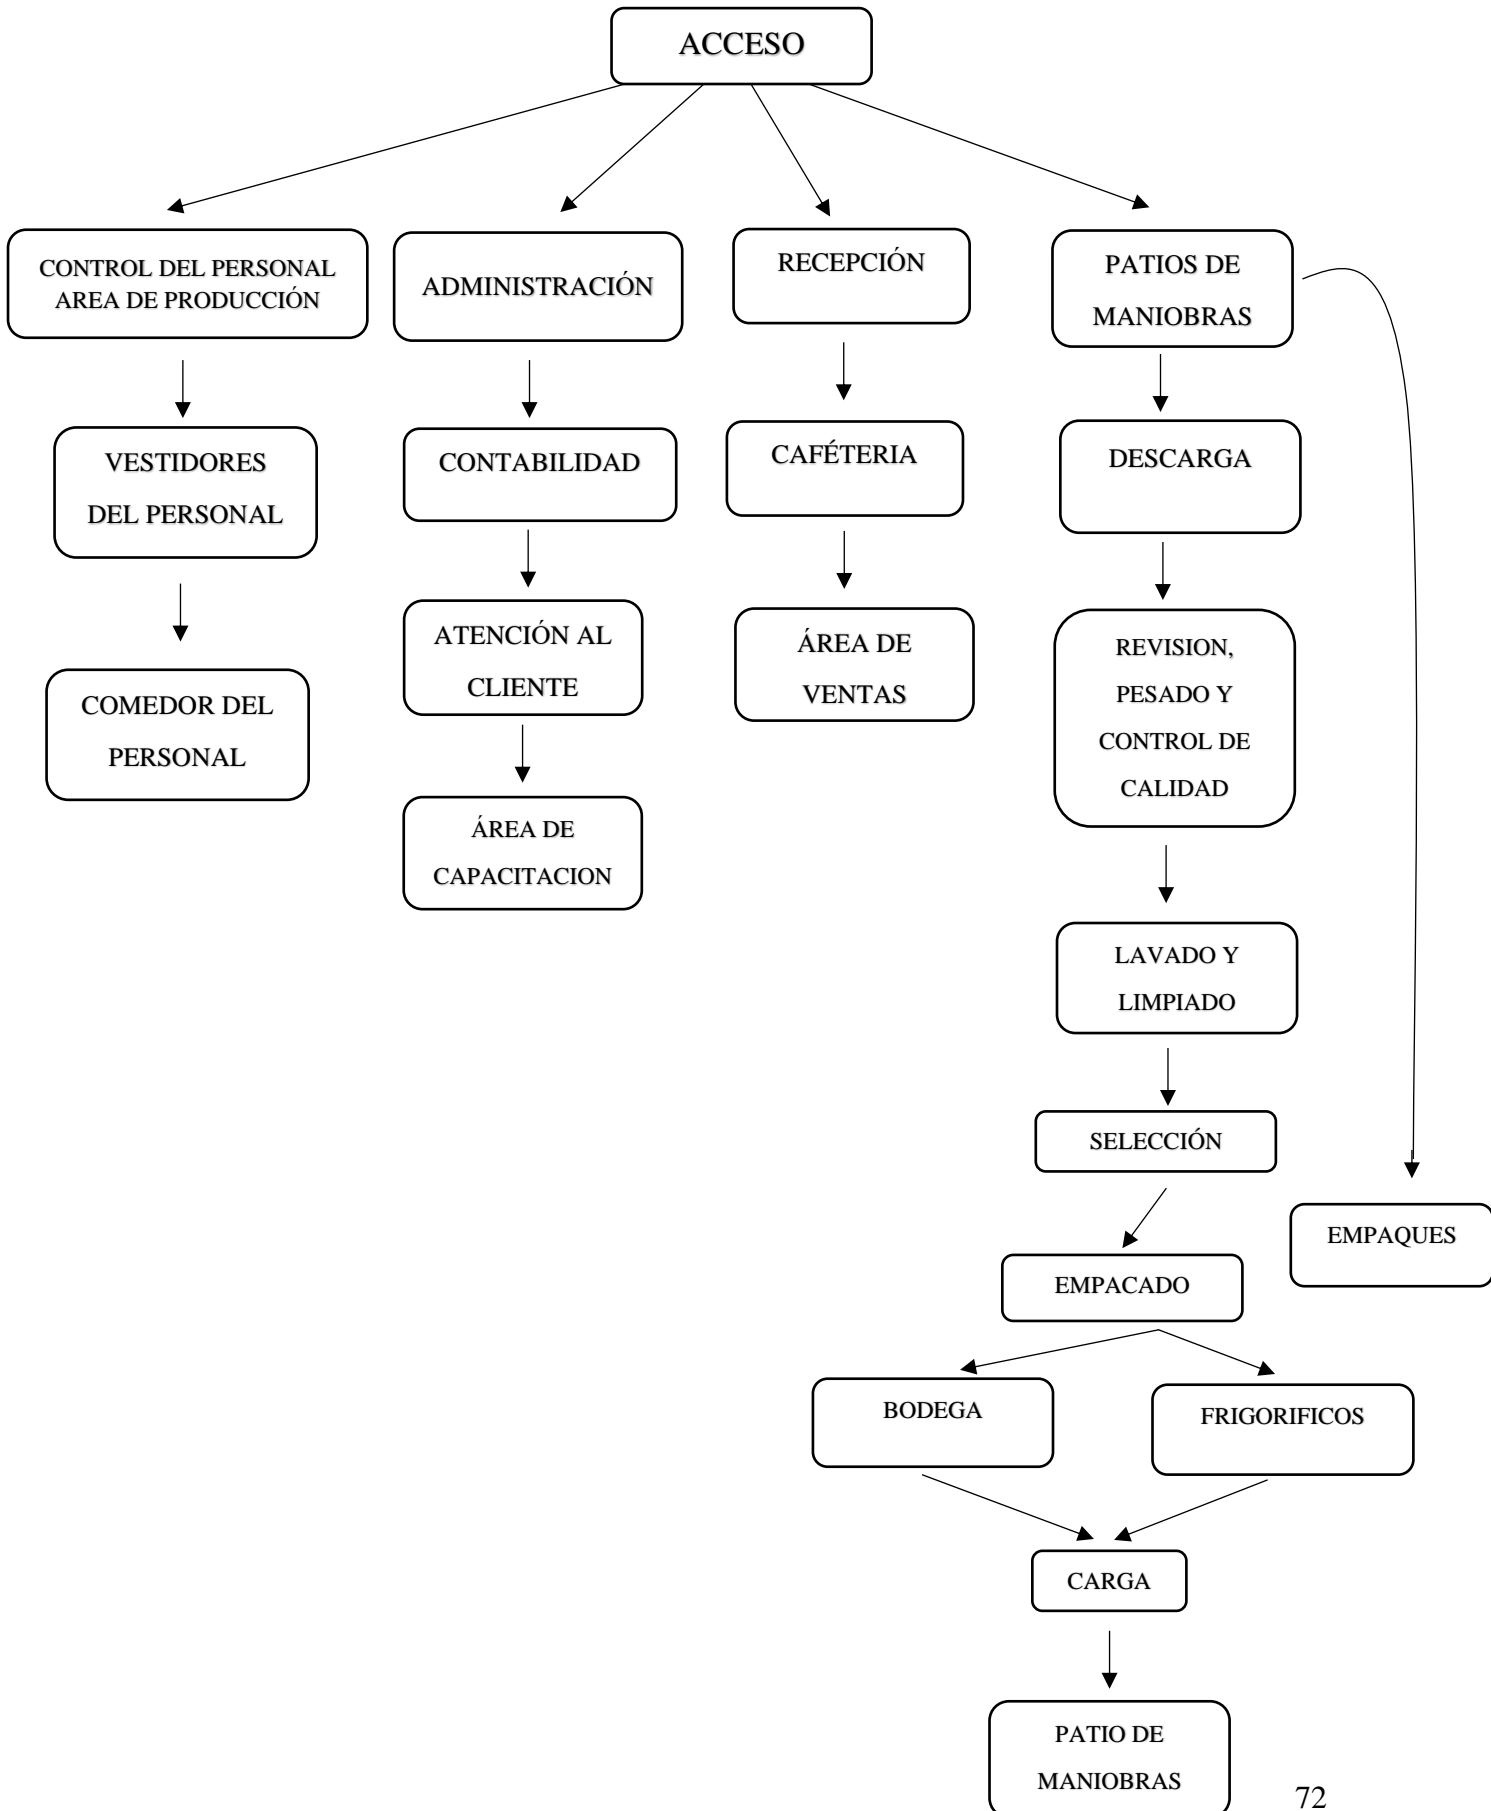 ACCESO
CONTROL DEL PERSONAL
AREA DE PRODUCCIÓN
ADMINISTRACIÓN
RECEPCIÓN
PATIOS DE
MANIOBRAS
VESTIDORES
DEL PERSONAL
CONTABILIDAD
CAFÉTERIA
DESCARGA
COMEDOR DEL
PERSONAL
ATENCIÓN AL
CLIENTE
ÁREA DE
VENTAS
REVISION,
PESADO Y
CONTROL DE
CALIDAD
ÁREA DE
CAPACITACION
LAVADO Y
LIMPIADO
SELECCIÓN
EMPAQUES
EMPACADO
BODEGA
FRIGORIFICOS
CARGA
PATIO DE
MANIOBRAS
72